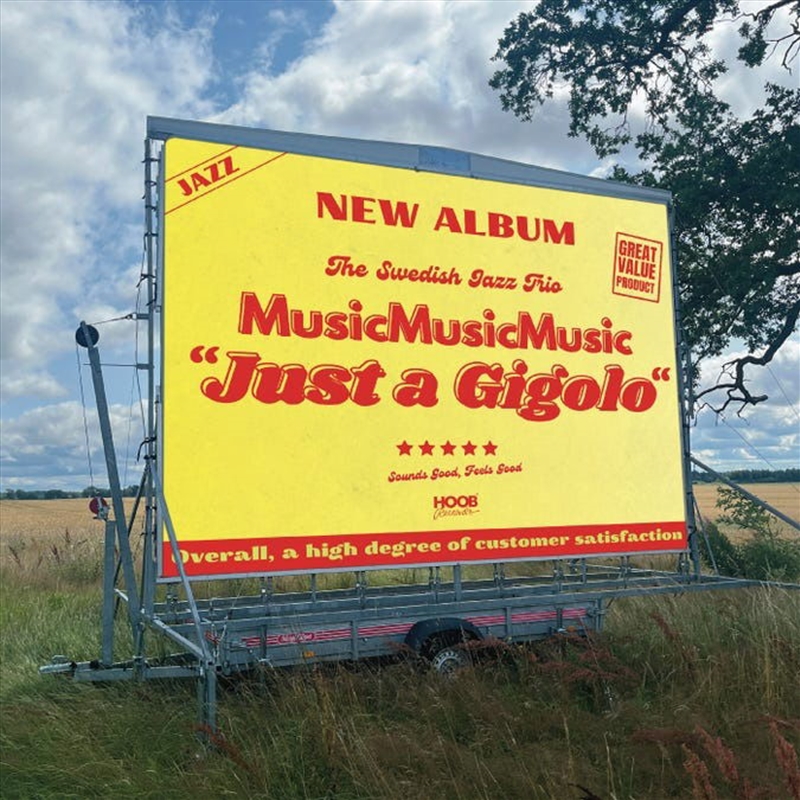 JAZZ
NEW ALBUM
GREAT
VALUE
PRODUCT
The Swedish Jazz Trio
MusicMusicMusic
“Just a Gigolo“
★★★★★
Sounds Good, Feels Good
HOOB
Records
Overall, a high degree of customer satisfaction